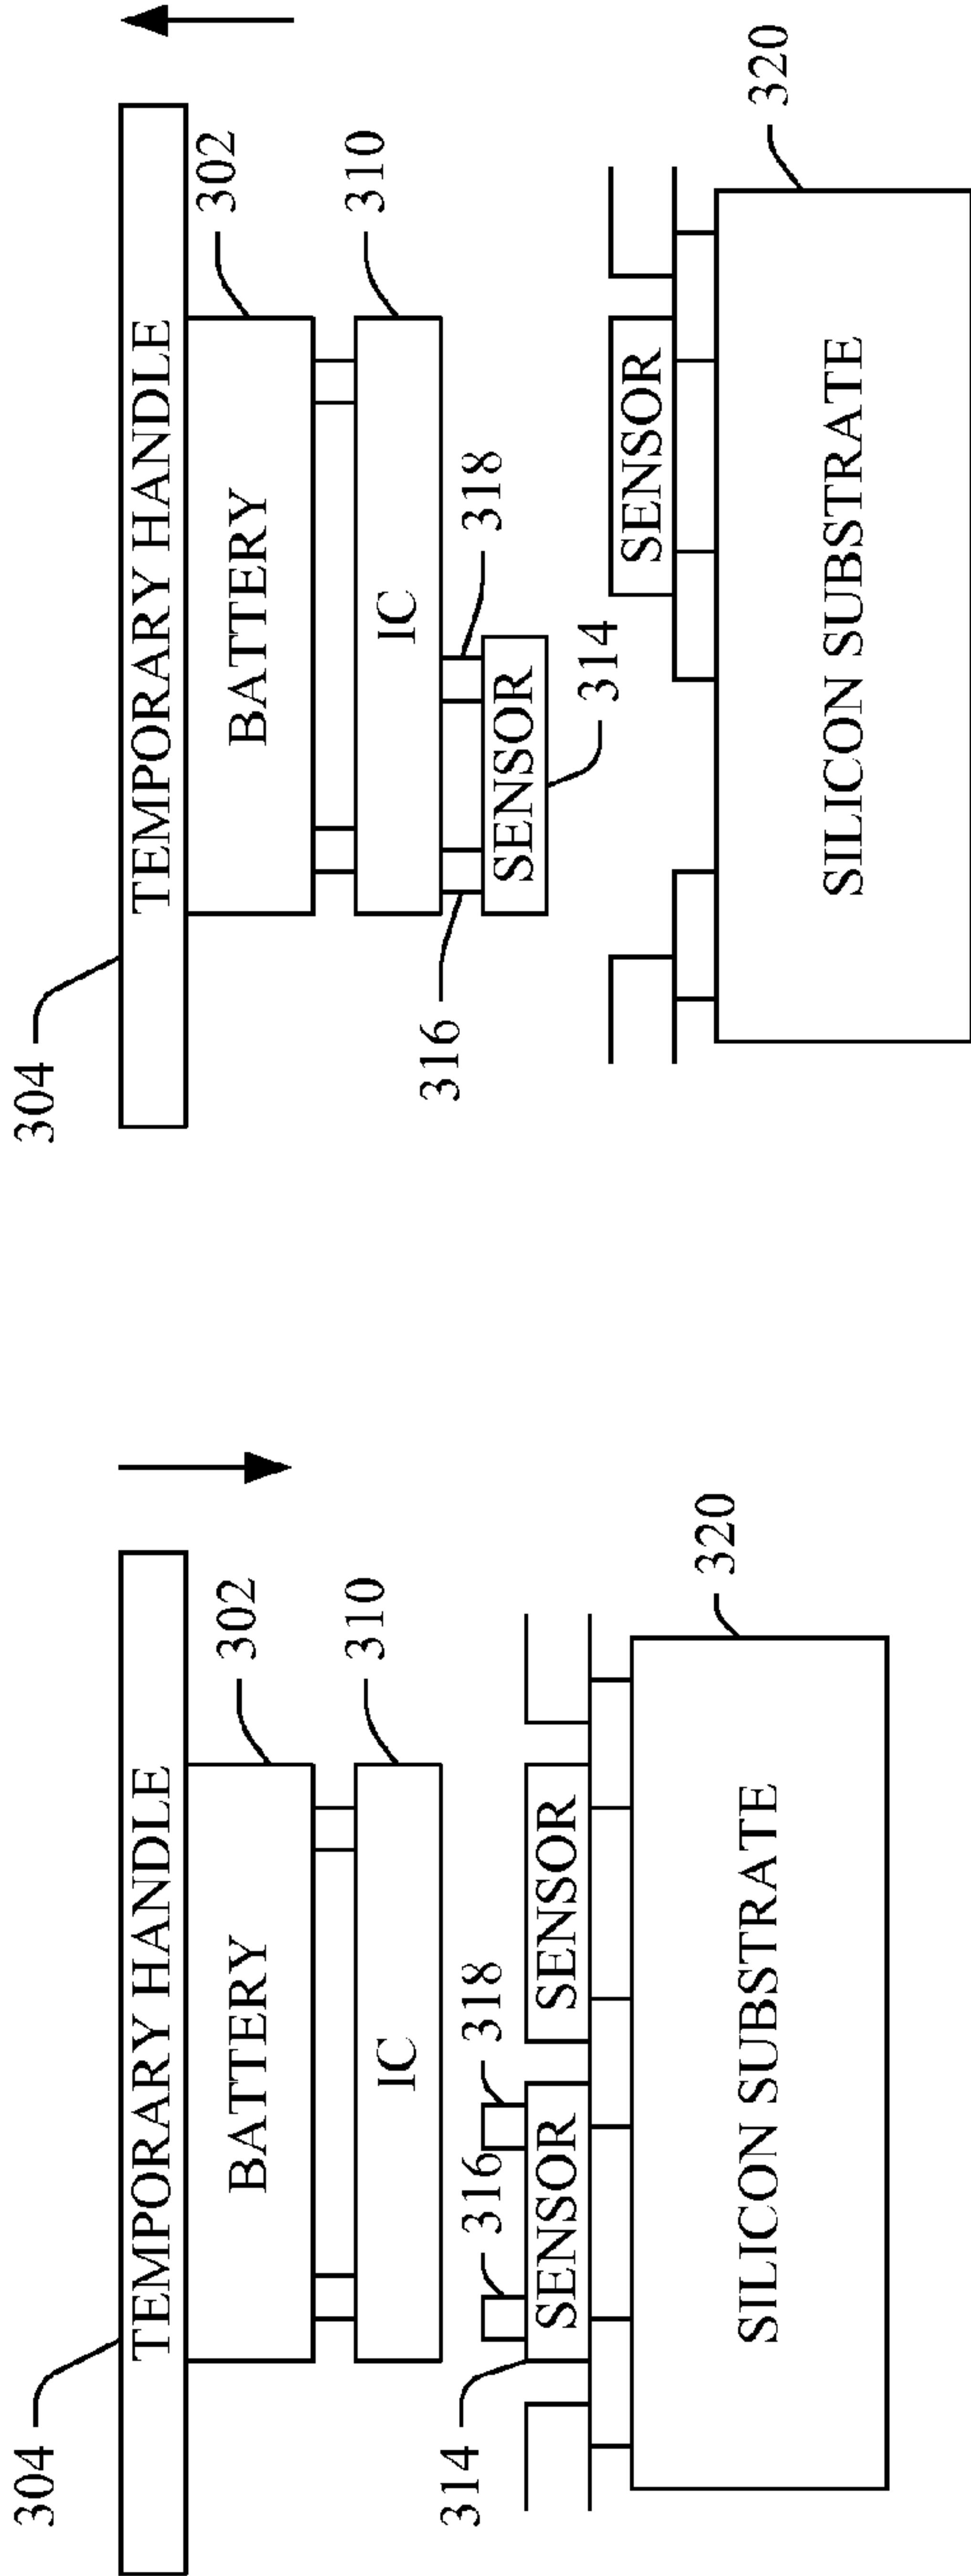 304
TEMPORARY HANDLE
302
BATTERY
310
IC
314
316
318
SENSOR
SENSOR
320
SILICON SUBSTRATE
304
TEMPORARY HANDLE
302
BATTERY
310
IC
316
318
SENSOR
314
SENSOR
320
SILICON SUBSTRATE